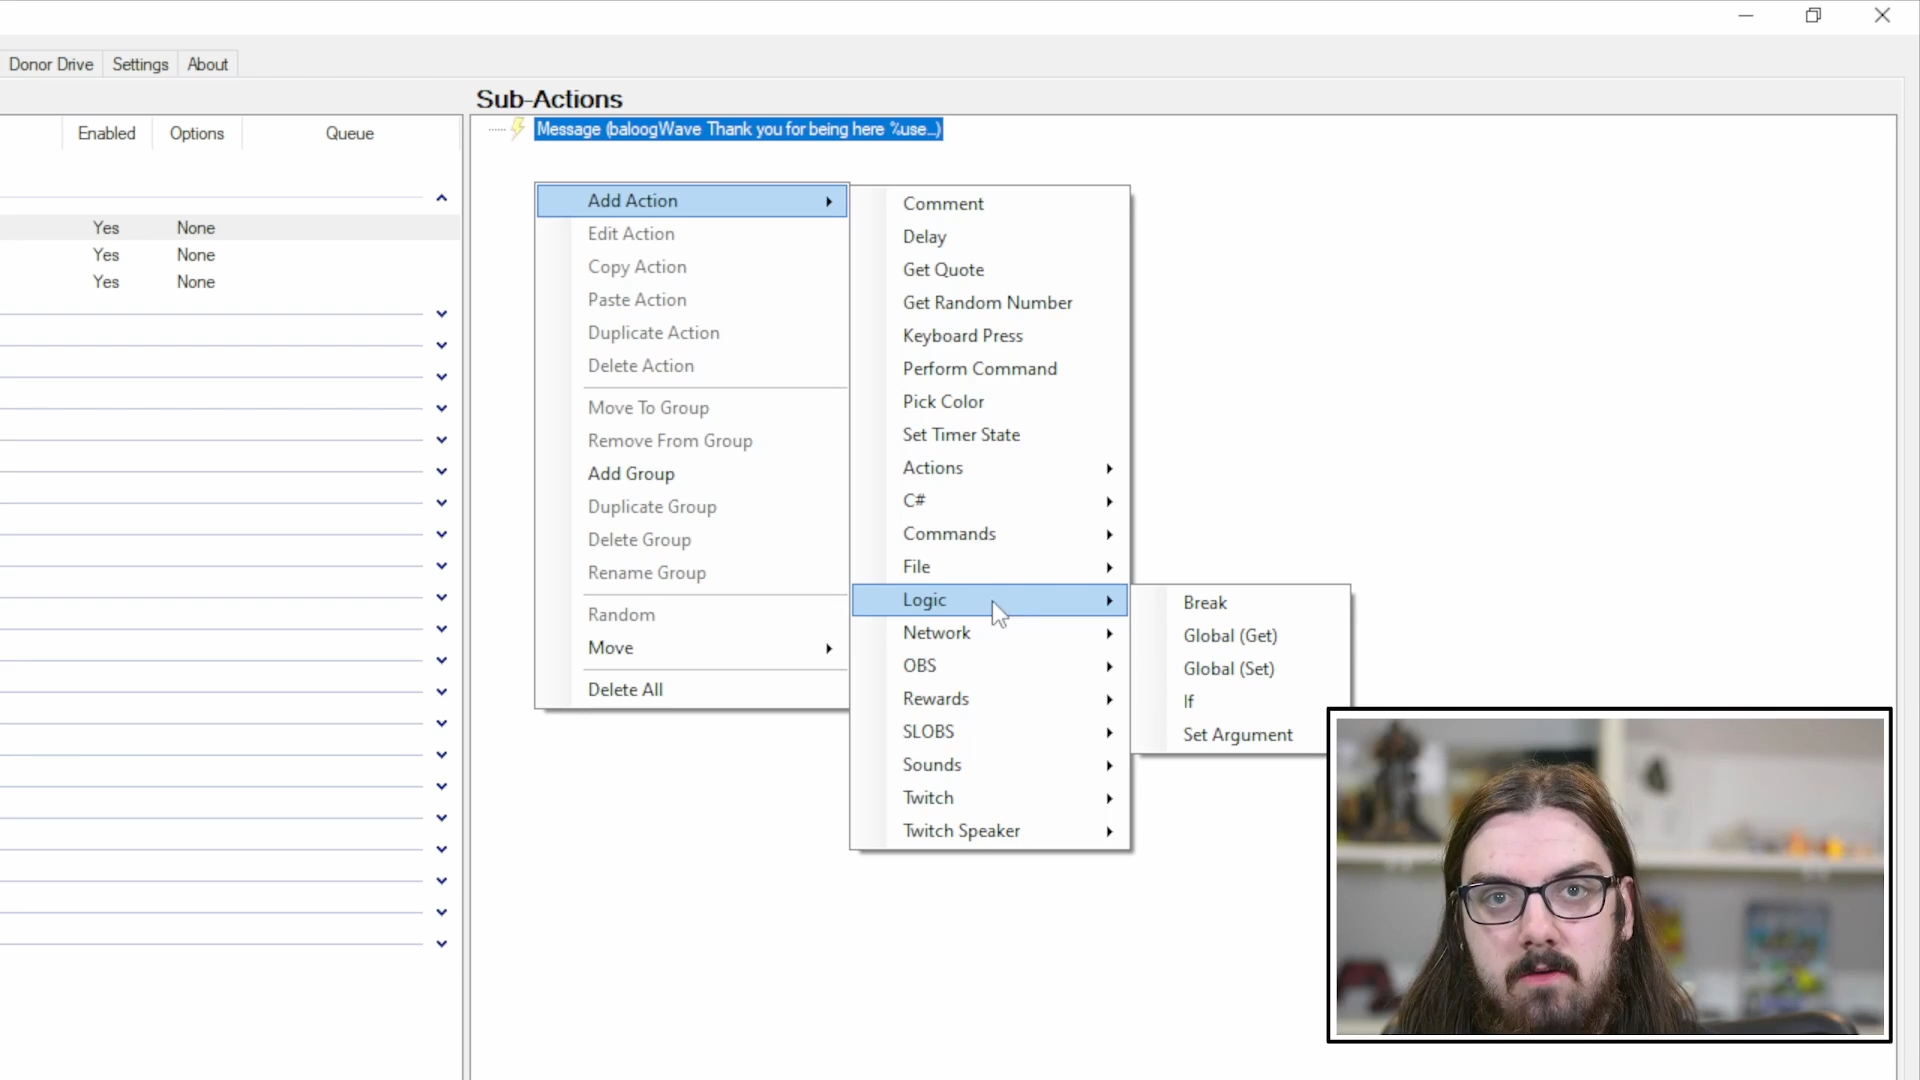 Donor Drive Settings About
Sub-Actions
Enabled Options Queue
Message (baloogWave Thank you for being here %use...)
Yes None
Yes None
Yes None
Add Action
Edit Action
Copy Action
Paste Action
Duplicate Action
Delete Action
Move To Group
Remove From Group
Add Group
Duplicate Group
Delete Group
Rename Group
Random
Move
Delete All
Comment
Delay
Get Quote
Get Random Number
Keyboard Press
Perform Command
Pick Color
Set Timer State
Actions
C#
Commands
File
Logic
Network
OBS
Rewards
SLOBS
Sounds
Twitch
Twitch Speaker
Break
Global (Get)
Global (Set)
If
Set Argument